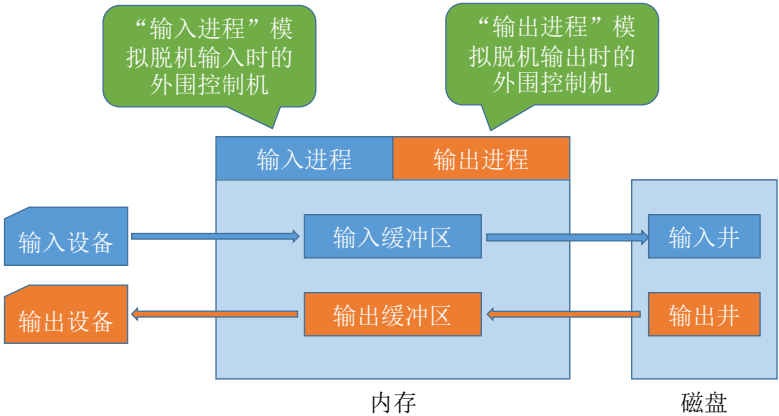 “输入进程”模
拟脱机输入时的
外围控制机
“输出进程”模
拟脱机输出时的
外围控制机
输入进程
输出进程
输入设备
输入缓冲区
输入井
输出设备
输出缓冲区
输出井
内存
磁盘